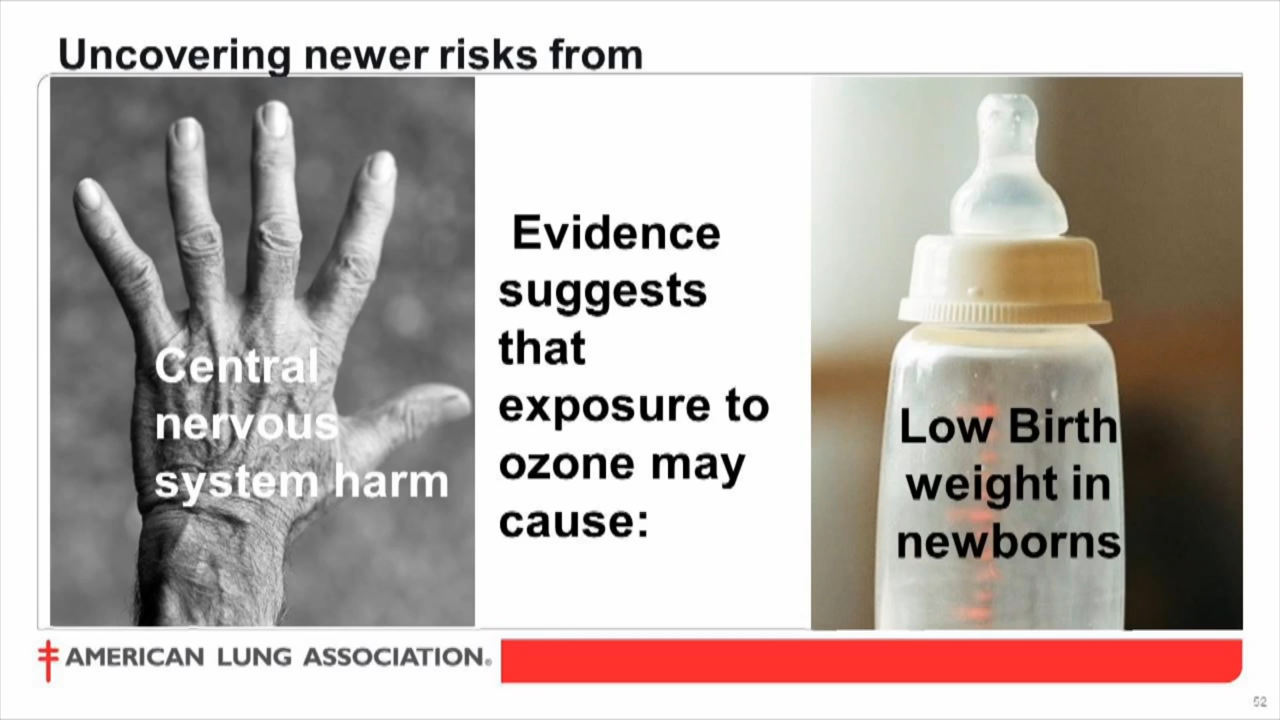 Uncovering newer risks from
Central
nervous
system harm
Evidence
suggests
that
exposure to
ozone may
cause:
Low Birth
weight in
newborns
AMERICAN LUNG ASSOCIATION®
52